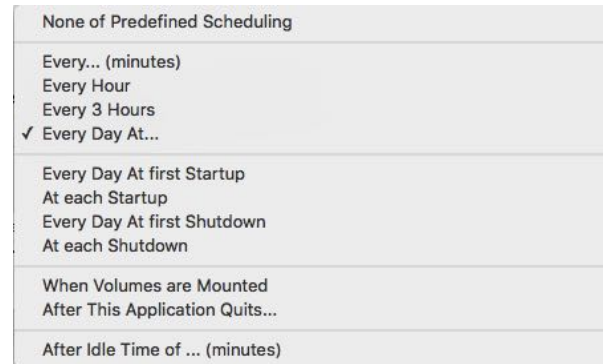 None of Predefined Scheduling
Every... (minutes)
Every Hour
Every 3 Hours
✓ Every Day At...
Every Day At first Startup
At each Startup
Every Day At first Shutdown
At each Shutdown
When Volumes are Mounted
After This Application Quits...
After Idle Time of ... (minutes)